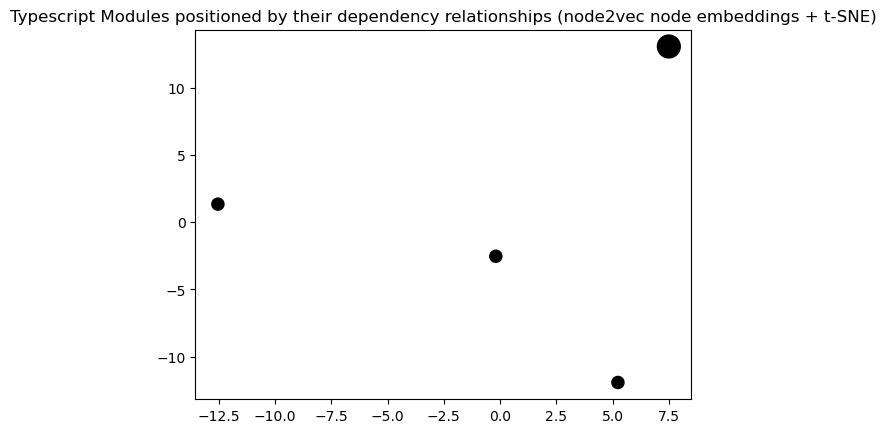 Typescript Modules positioned by their dependency relationships (node2vec node embeddings + t-SNE)
10
5
0
−5
−10
−12.5 −10.0 −7.5 −5.0 −2.5 0.0 2.5 5.0 7.5